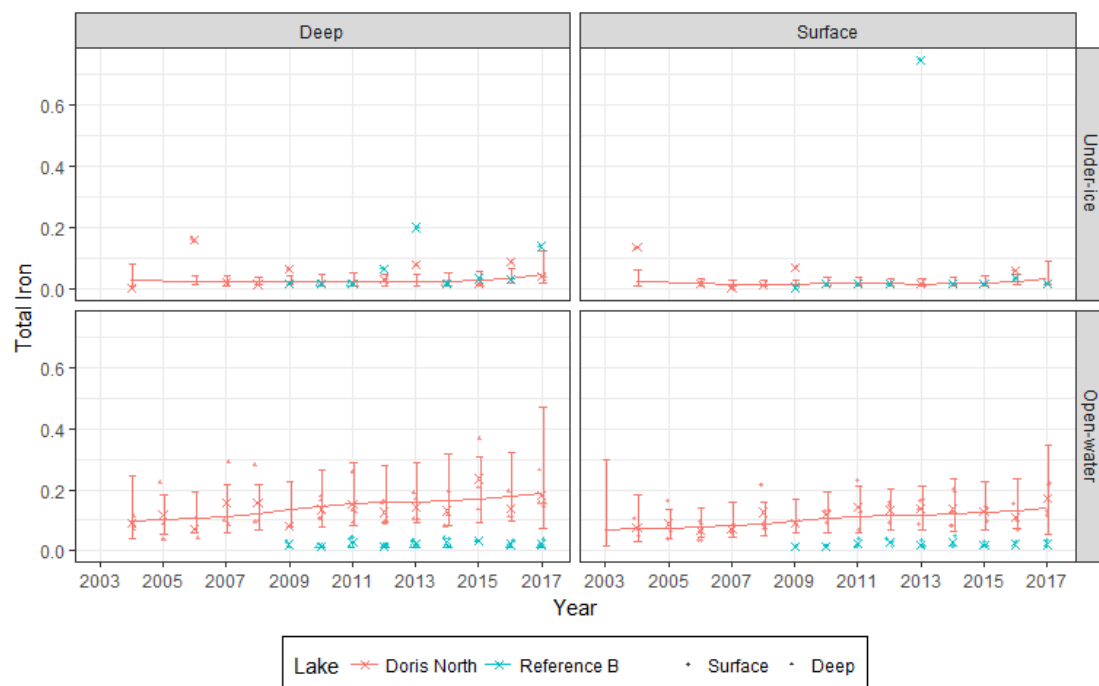 Deep Surface
Total Iron
0.6
0.4
0.2
0.0
Under-ice
0.6
0.4
0.2
0.0
Open-water
2003 2005 2007 2009 2011 2013 2015 2017 2003 2005 2007 2009 2011 2013 2015 2017
Year
Lake Doris North Reference B Surface Deep